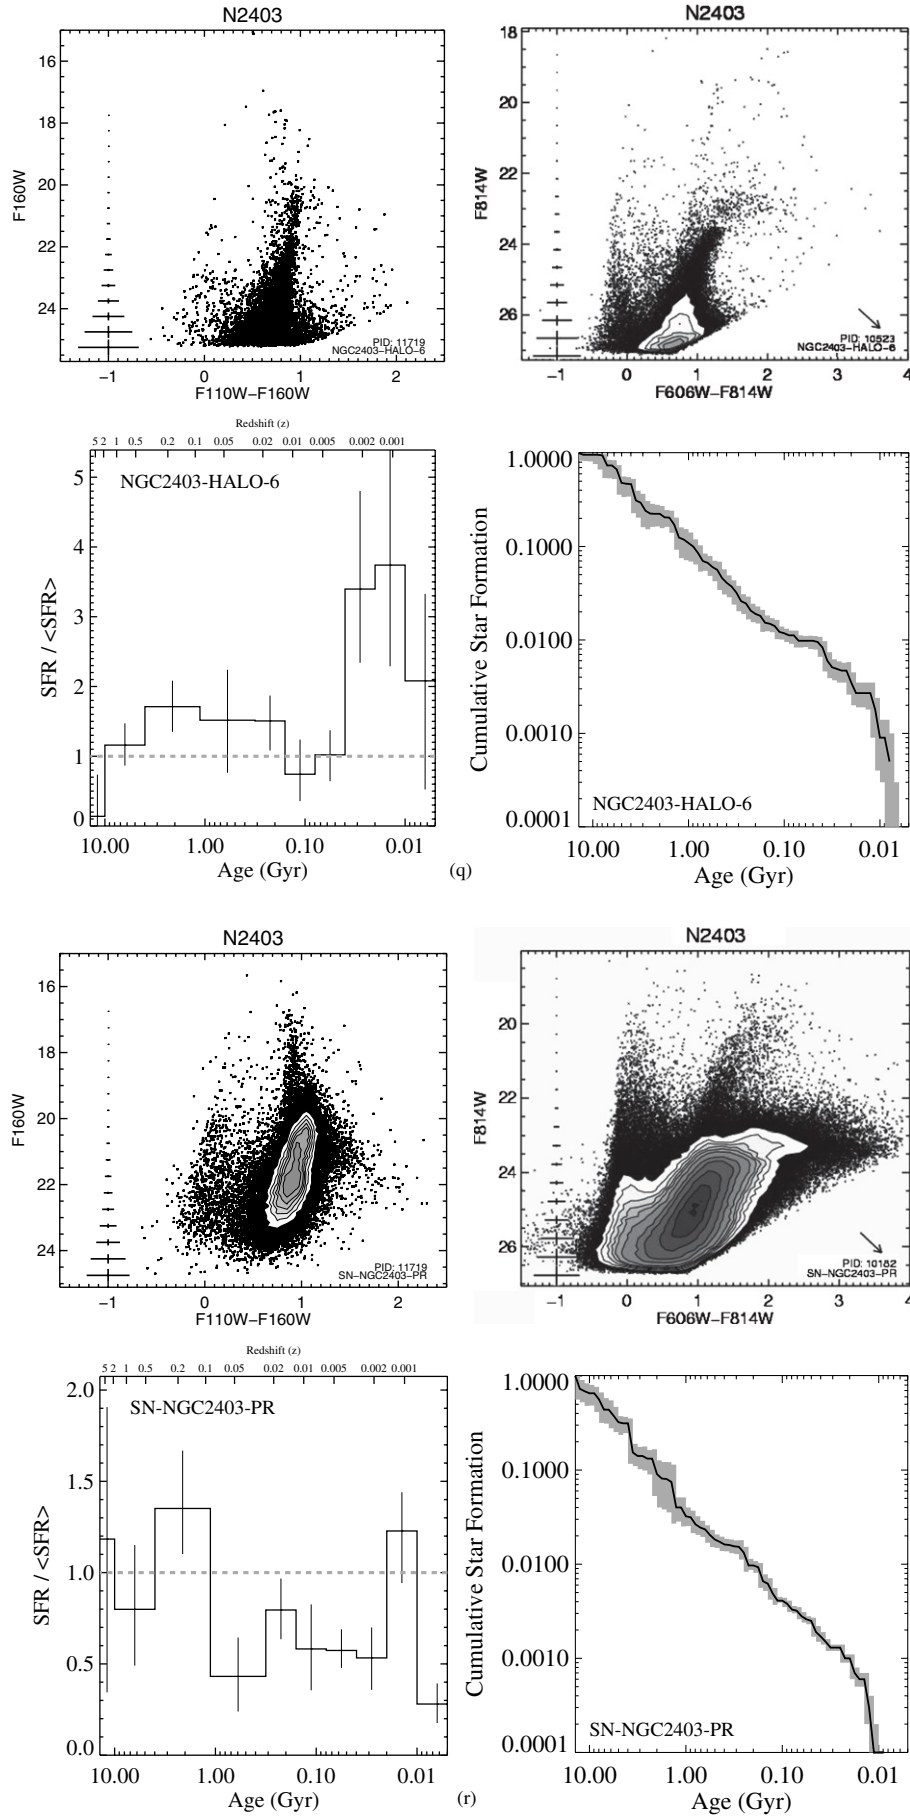 N2403
F160W
16
18
20
22
24
PID: 11719
NGC2403-HALO-6
−1 0 1 2
F110W−F160W
N2403
F814W
18
20
22
24
26
PID: 10523
NGC2403-HALO-6
−1 0 1 2 3 4
F606W−F814W
Redshift (z)
5 2 1 0.5 0.2 0.1 0.05 0.02 0.01 0.005 0.002 0.001
NGC2403-HALO-6
SFR / <SFR>
5
4
3
2
1
0
10.00 1.00 0.10 0.01
Age (Gyr)
Cumulative Star Formation
1.0000
0.1000
0.0100
0.0010
0.0001
NGC2403-HALO-6
10.00 1.00 0.10 0.01
Age (Gyr)
(q)
N2403
F160W
16
18
20
22
24
PID: 11719
SN-NGC2403-PR
−1 0 1 2
F110W−F160W
N2403
F814W
20
22
24
26
PID: 10182
SN-NGC2403-PR
−1 0 1 2 3 4
F606W−F814W
Redshift (z)
5 2 1 0.5 0.2 0.1 0.05 0.02 0.01 0.005 0.002 0.001
SN-NGC2403-PR
SFR / <SFR>
2.0
1.5
1.0
0.5
0.0
10.00 1.00 0.10 0.01
Age (Gyr)
Cumulative Star Formation
1.0000
0.1000
0.0100
0.0010
0.0001
SN-NGC2403-PR
10.00 1.00 0.10 0.01
Age (Gyr)
(r)